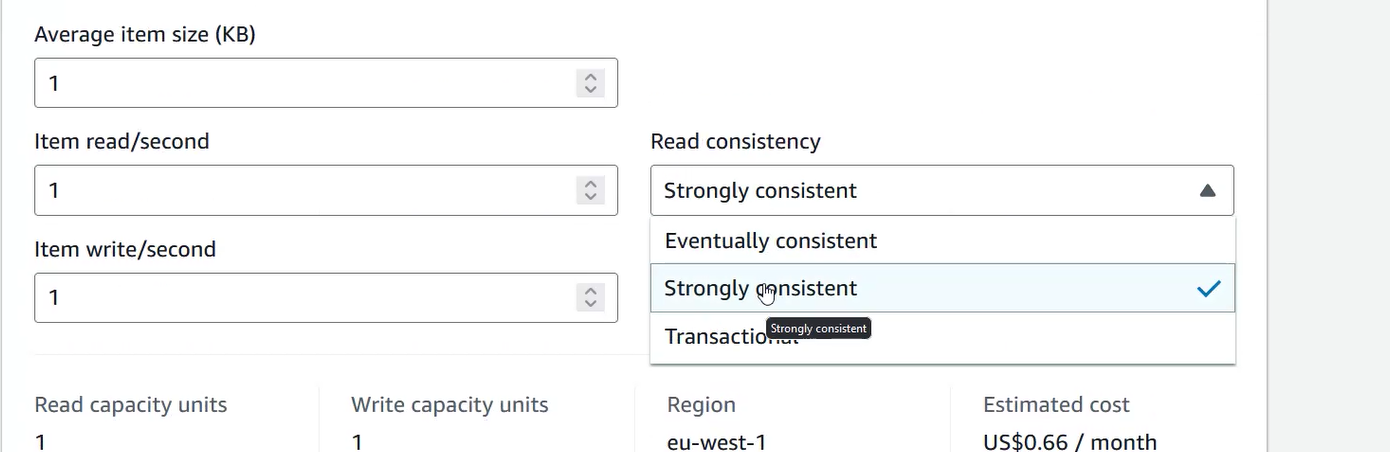 Average item size (KB)
1
Item read/second
Read consistency
1
Strongly consistent
Eventually consistent
Item write/second
1
Strongly consistent
Strongly consistent
Transactional
Read capacity units
Write capacity units
Region
Estimated cost
1
1
eu-west-1
US$0.66 / month